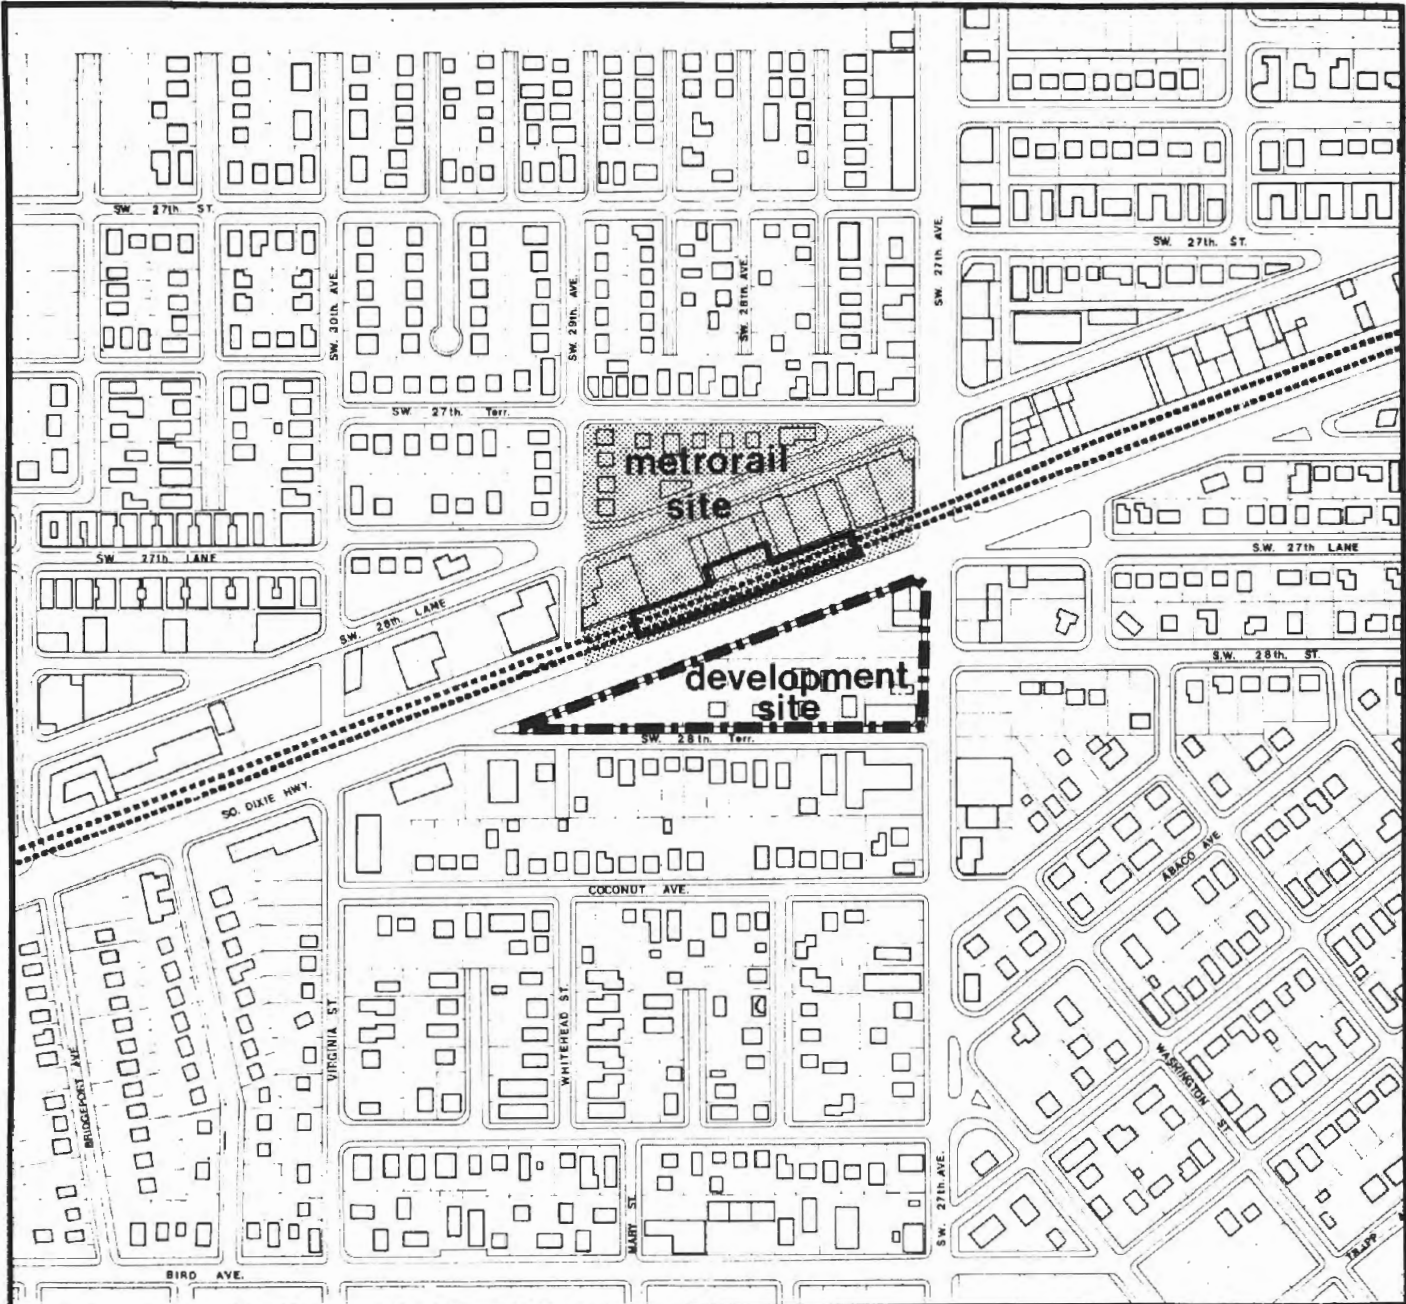 SW. 27th. ST.
SW. 27th. ST.
SW. 27th AVE.
SW. 30th. AVE.
SW. 29th. AVE.
SW. 28th AVE.
SW. 27th. Terr.
metrorail
site
SW. 27th LANE
S.W. 27th LANE
SW. 28th. LANE
S.W. 28th. ST.
development
site
SW. 28th. Terr.
SO. DIXIE HWY.
ABACO AVE.
COCONUT AVE.
VIRGINIA ST.
WHITEHEAD ST.
BRIDGEPORT AVE
WASHINGTON ST.
MARY ST.
SW. 27th AVE.
TRAPP
BIRD AVE.